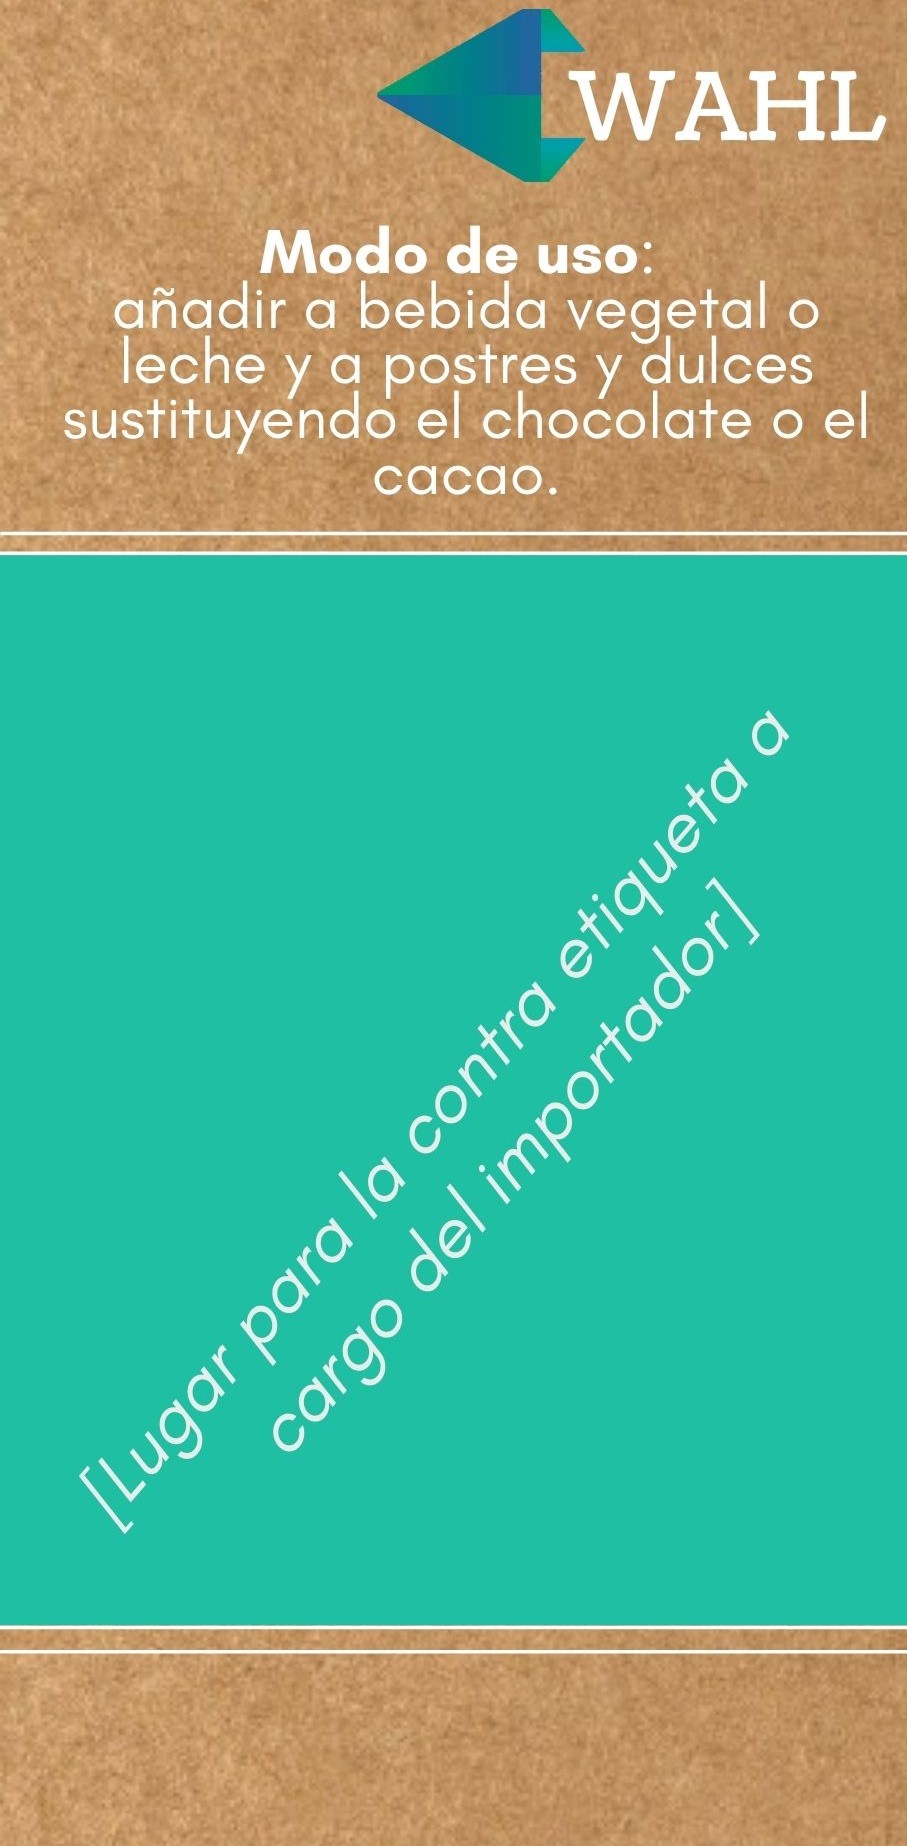 WAHL
Modo de uso:
añadir a bebida vegetal o
leche y a postres y dulces
sustituyendo el chocolate o el
cacao.
[Lugar para la contra etiqueta a
cargo del importador]